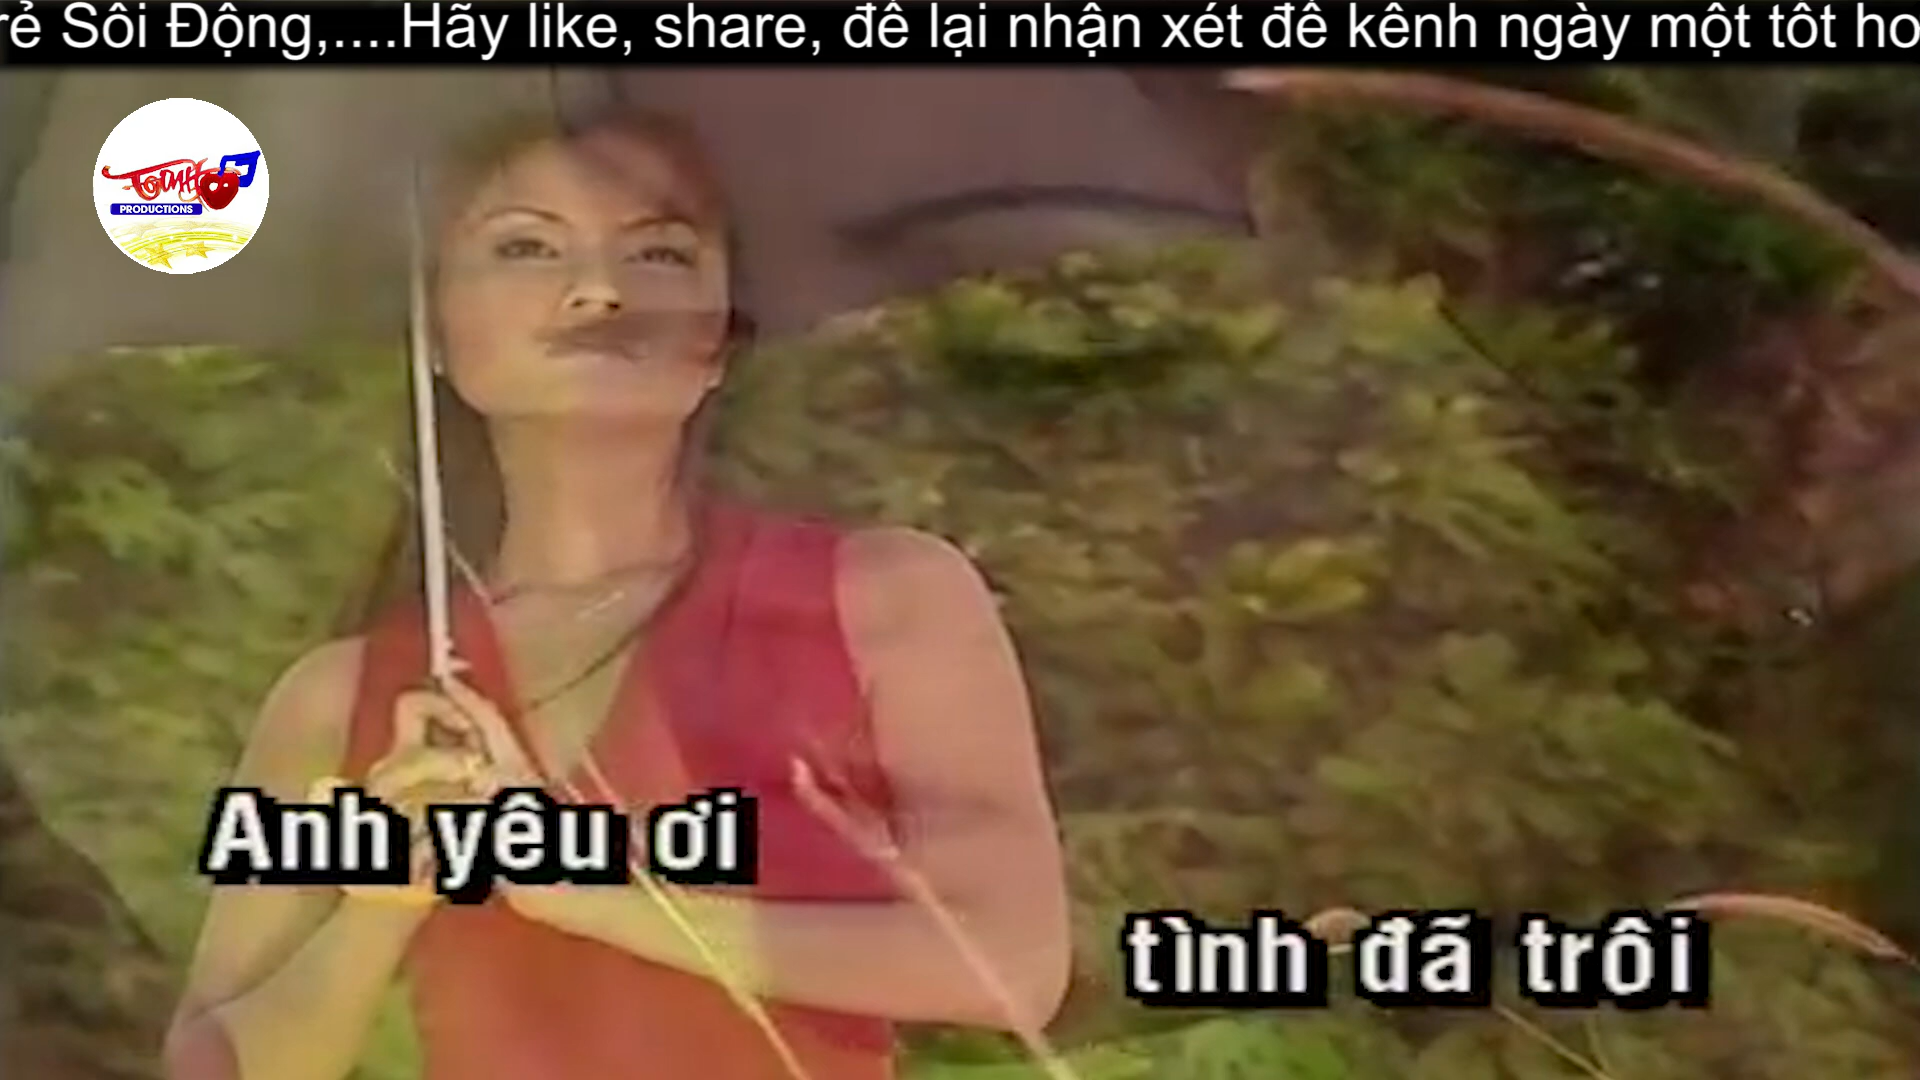 rẻ Sôi Động,....Hãy like, share, để lại nhận xét để kênh ngày một tốt ho
TOÀN
PRODUCTIONS
Anh yêu ơi
tình đã trôi